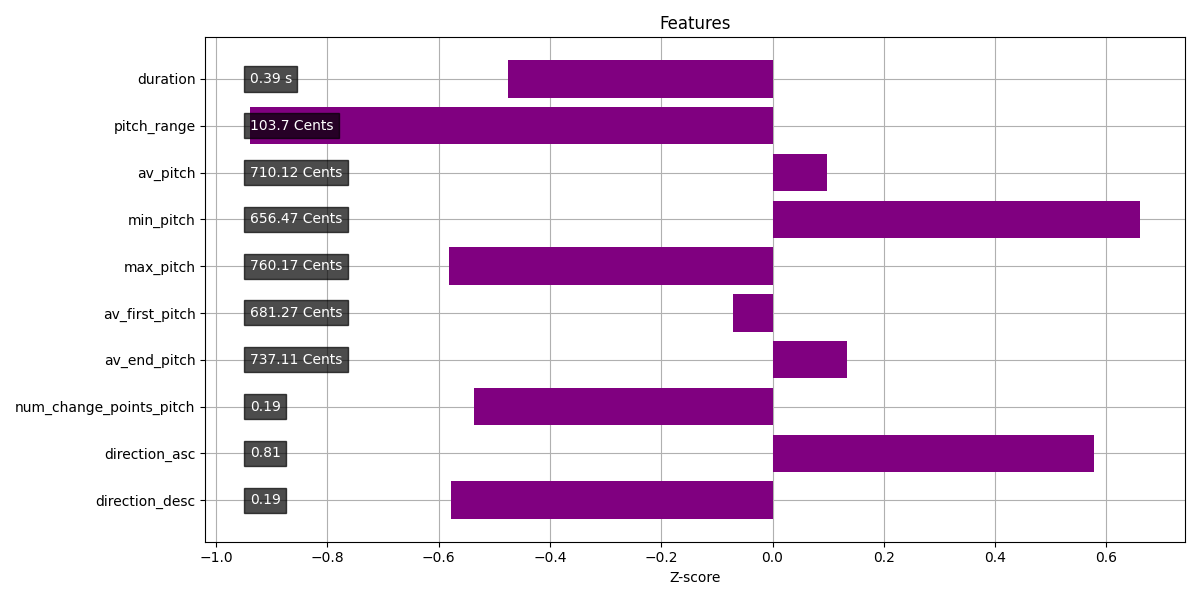 Features
duration
0.39 s
pitch_range
103.7 Cents
av_pitch
710.12 Cents
min_pitch
656.47 Cents
max_pitch
760.17 Cents
av_first_pitch
681.27 Cents
av_end_pitch
737.11 Cents
num_change_points_pitch
0.19
direction_asc
0.81
direction_desc
0.19
−1.0 −0.8 −0.6 −0.4 −0.2 0.0 0.2 0.4 0.6
Z-score